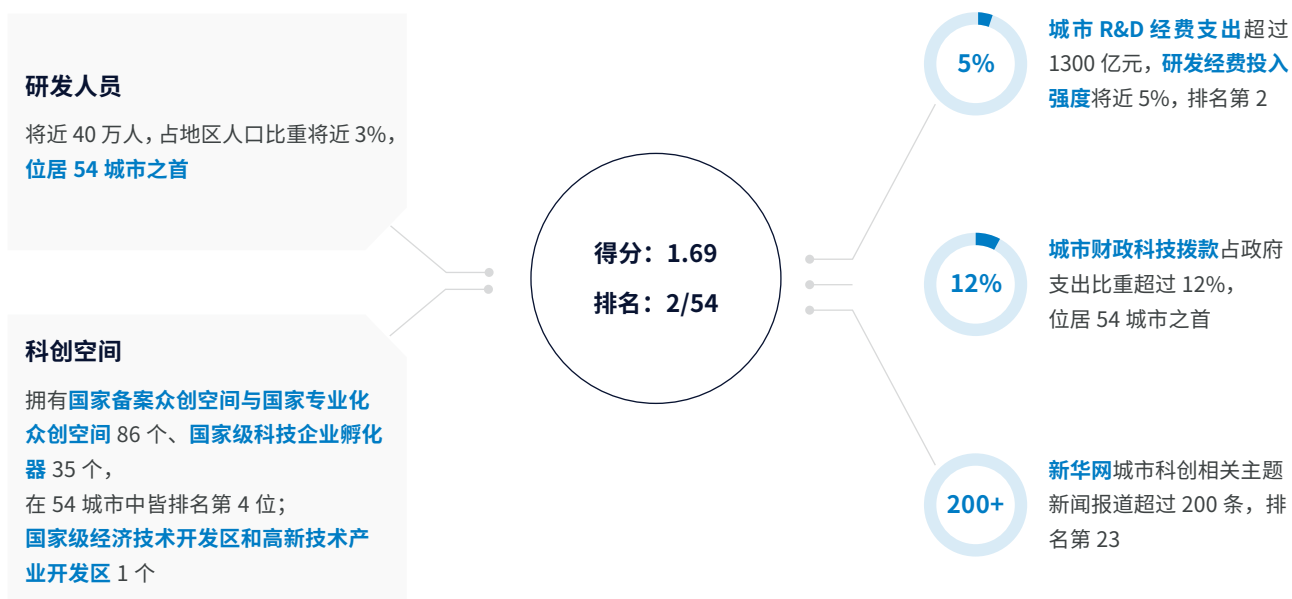 研发人员
将近 40 万人，占地区人口比重将近 3%，
位居 54 城市之首
科创空间
拥有国家备案众创空间与国家专业化
众创空间 86 个、国家级科技企业孵化
器 35 个，
在 54 城市中皆排名第 4 位；
国家级经济技术开发区和高新技术产
业开发区 1 个
得分：1.69
排名：2/54
5%
城市 R&D 经费支出超过
1300 亿元，研发经费投入
强度将近 5%，排名第 2
12%
城市财政科技拨款占政府
支出比重超过 12%，
位居 54 城市之首
200+
新华网城市科创相关主题
新闻报道超过 200 条，排
名第 23